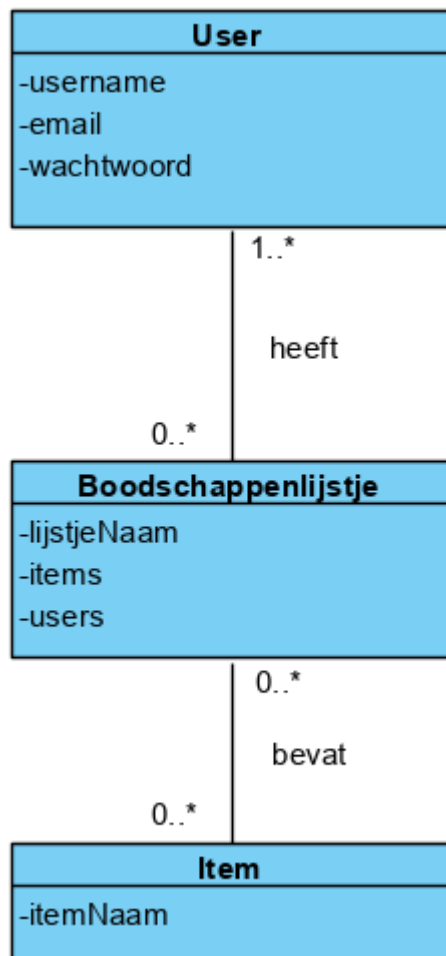 User
-username
-email
-wachtwoord
1..*
heeft
0..*
Boodschappenlijstje
-lijstjeNaam
-items
-users
0..*
bevat
0..*
Item
-itemNaam